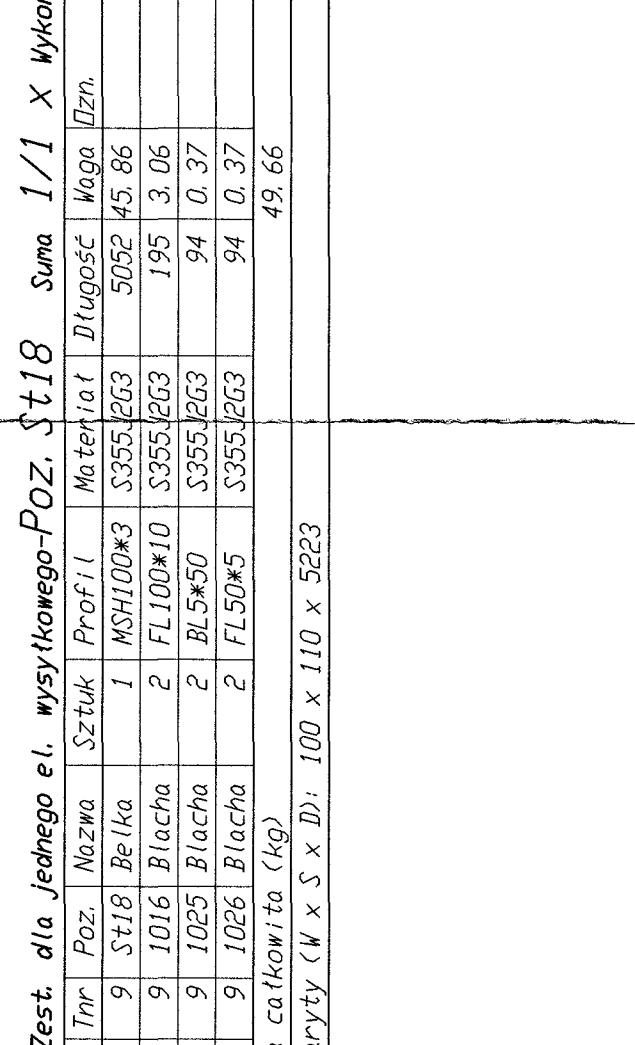 Zest. dla jednego el. wysyłkowego-Poz. St18 Suma 1/1 X Wykon
Tnr Poz. Nazwa Sztuk Profil Materiał Długość Waga Ozn.
9 St18 Belka 1 MSH100*3 S355J2G3 5052 45.86
9 1016 Blacha 2 FL100*10 S355J2G3 195 3.06
9 1025 Blacha 2 BL5*50 S355J2G3 94 0.37
9 1026 Blacha 2 FL50*5 S355J2G3 94 0.37
całkowita (kg) 49.66
aryty (W x S x D): 100 x 110 x 5223